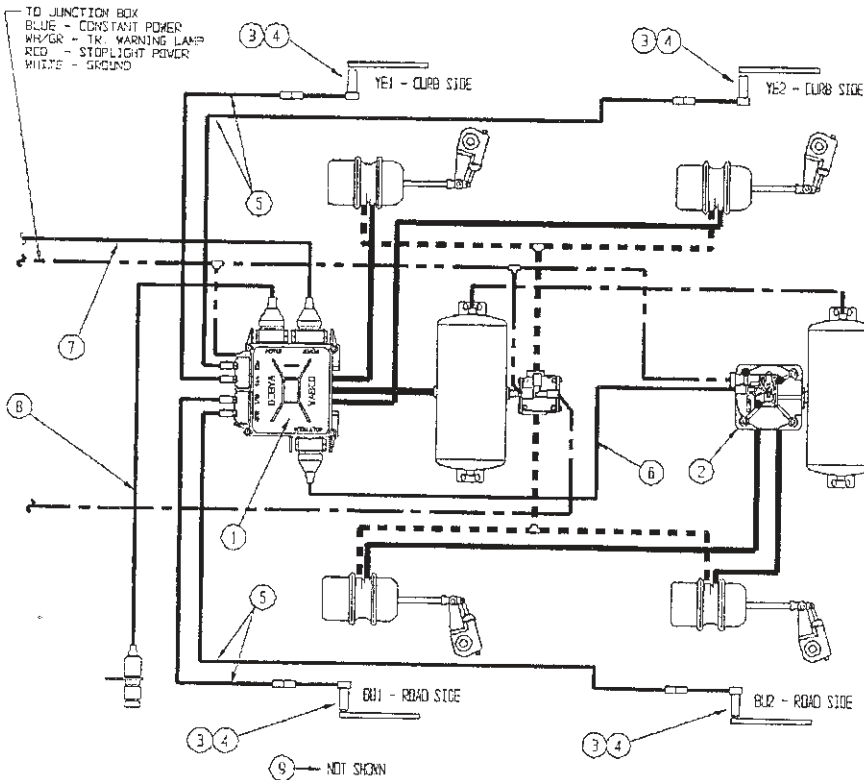 TO JUNCTION BOX
BLUE - CONSTANT POWER
WH/GR - TR. WARNING LAMP
RED - STOPLIGHT POWER
WHITE - GROUND
3 4
YE1 - CURB SIDE
3 4
YE2 - CURB SIDE
5
7
8
POWER
WABCO
1
6
2
5
BU1 - ROAD SIDE
3 4
BU2 - ROAD SIDE
3 4
9 NOT SHOWN